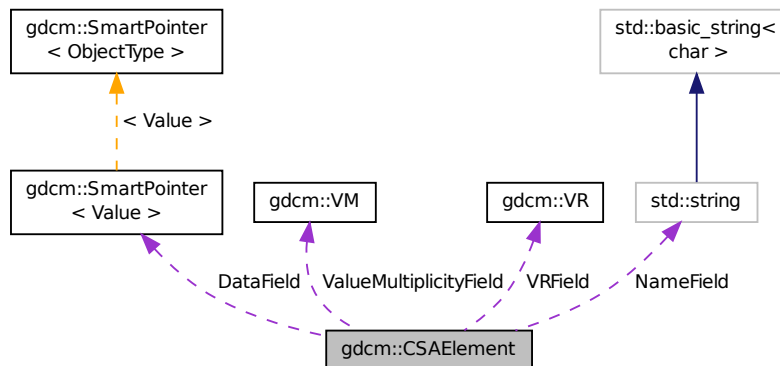 gdcm::SmartPointer
< ObjectType >
std::basic_string<
char >
< Value >
gdcm::SmartPointer
< Value >
gdcm::VM
gdcm::VR
std::string
DataField
ValueMultiplicityField
VRField
NameField
gdcm::CSAElement